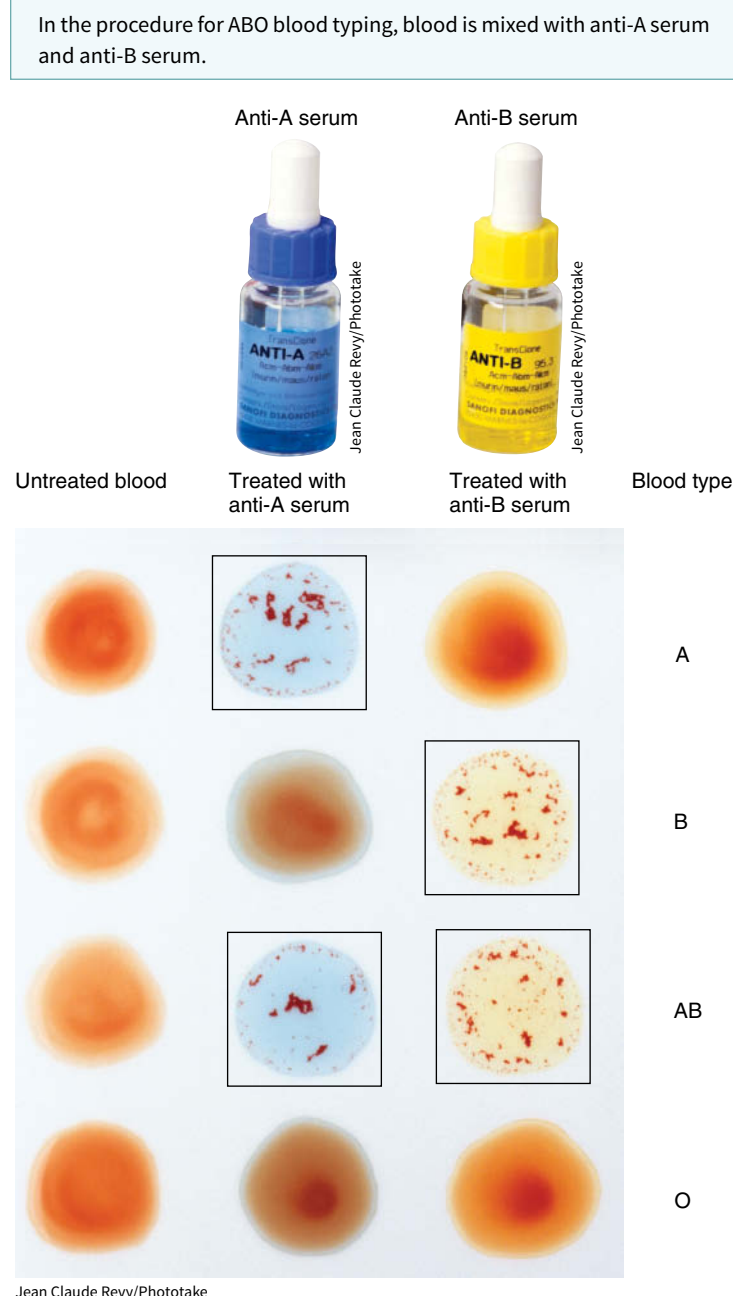 In the procedure for ABO blood typing, blood is mixed with anti-A serum
and anti-B serum.
Anti-A serum
Anti-B serum
TransClone
ANTI-A
Jean Claude Revy/Phototake
TransClone
ANTI-B
Jean Claude Revy/Phototake
Untreated blood
Treated with
anti-A serum
Treated with
anti-B serum
Blood type
A
B
AB
O
Jean Claude Revy/Phototake